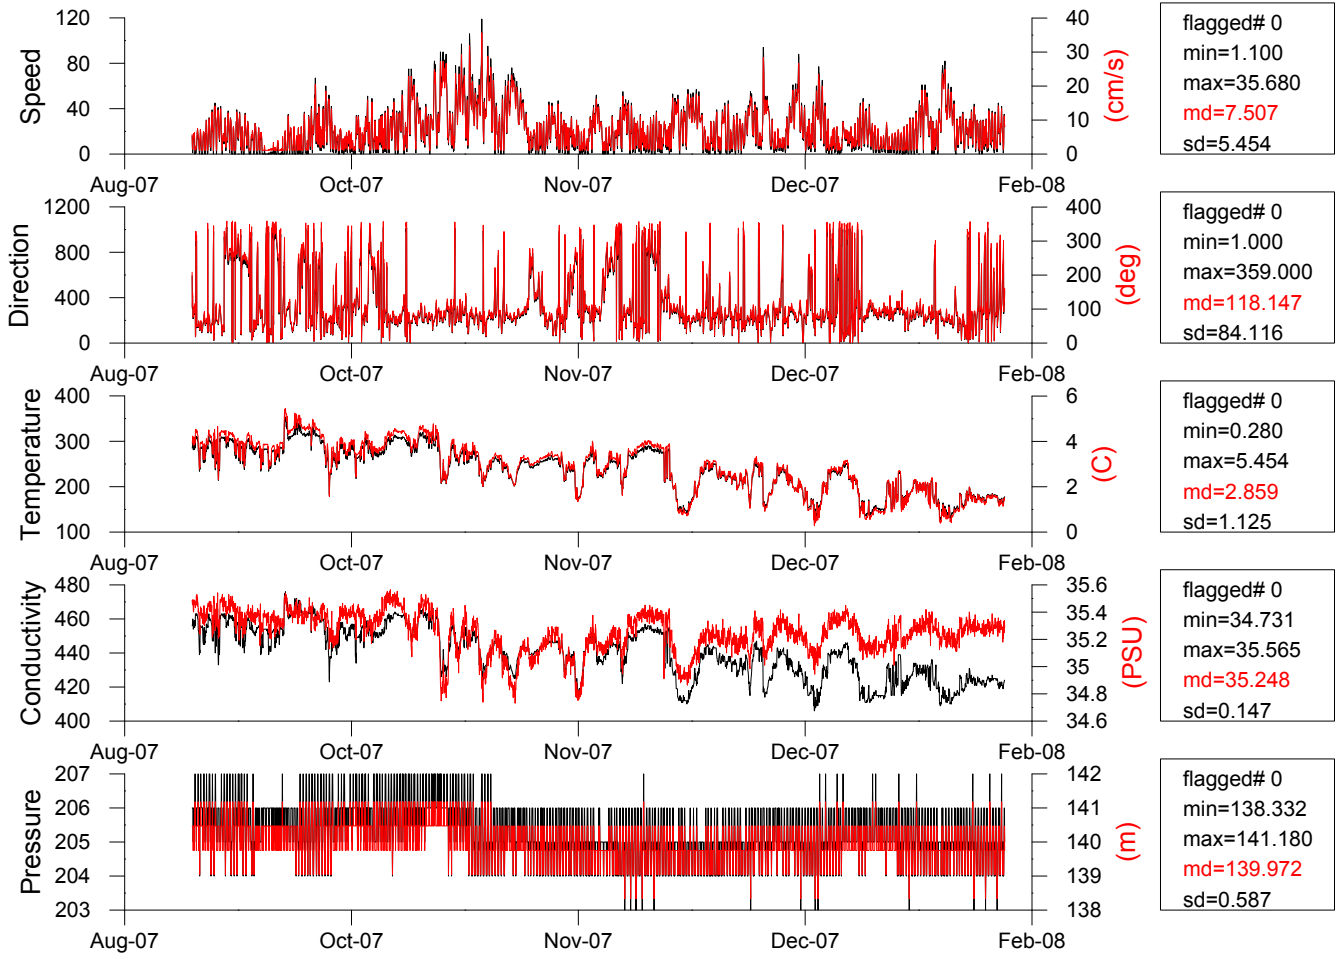 Speed
120
80
40
0
40
30
20
10
0
(cm/s)
Aug-07 Oct-07 Nov-07 Dec-07 Feb-08
flagged# 0
min=1.100
max=35.680
md=7.507
sd=5.454
Direction
1200
800
400
0
400
300
200
100
0
(deg)
Aug-07 Oct-07 Nov-07 Dec-07 Feb-08
flagged# 0
min=1.000
max=359.000
md=118.147
sd=84.116
Temperature
400
300
200
100
6
4
2
0
(C)
Aug-07 Oct-07 Nov-07 Dec-07 Feb-08
flagged# 0
min=0.280
max=5.454
md=2.859
sd=1.125
Conductivity
480
460
440
420
400
35.6
35.4
35.2
35
34.8
34.6
(PSU)
Aug-07 Oct-07 Nov-07 Dec-07 Feb-08
flagged# 0
min=34.731
max=35.565
md=35.248
sd=0.147
Pressure
207
206
205
204
203
142
141
140
139
138
(m)
Aug-07 Oct-07 Nov-07 Dec-07 Feb-08
flagged# 0
min=138.332
max=141.180
md=139.972
sd=0.587